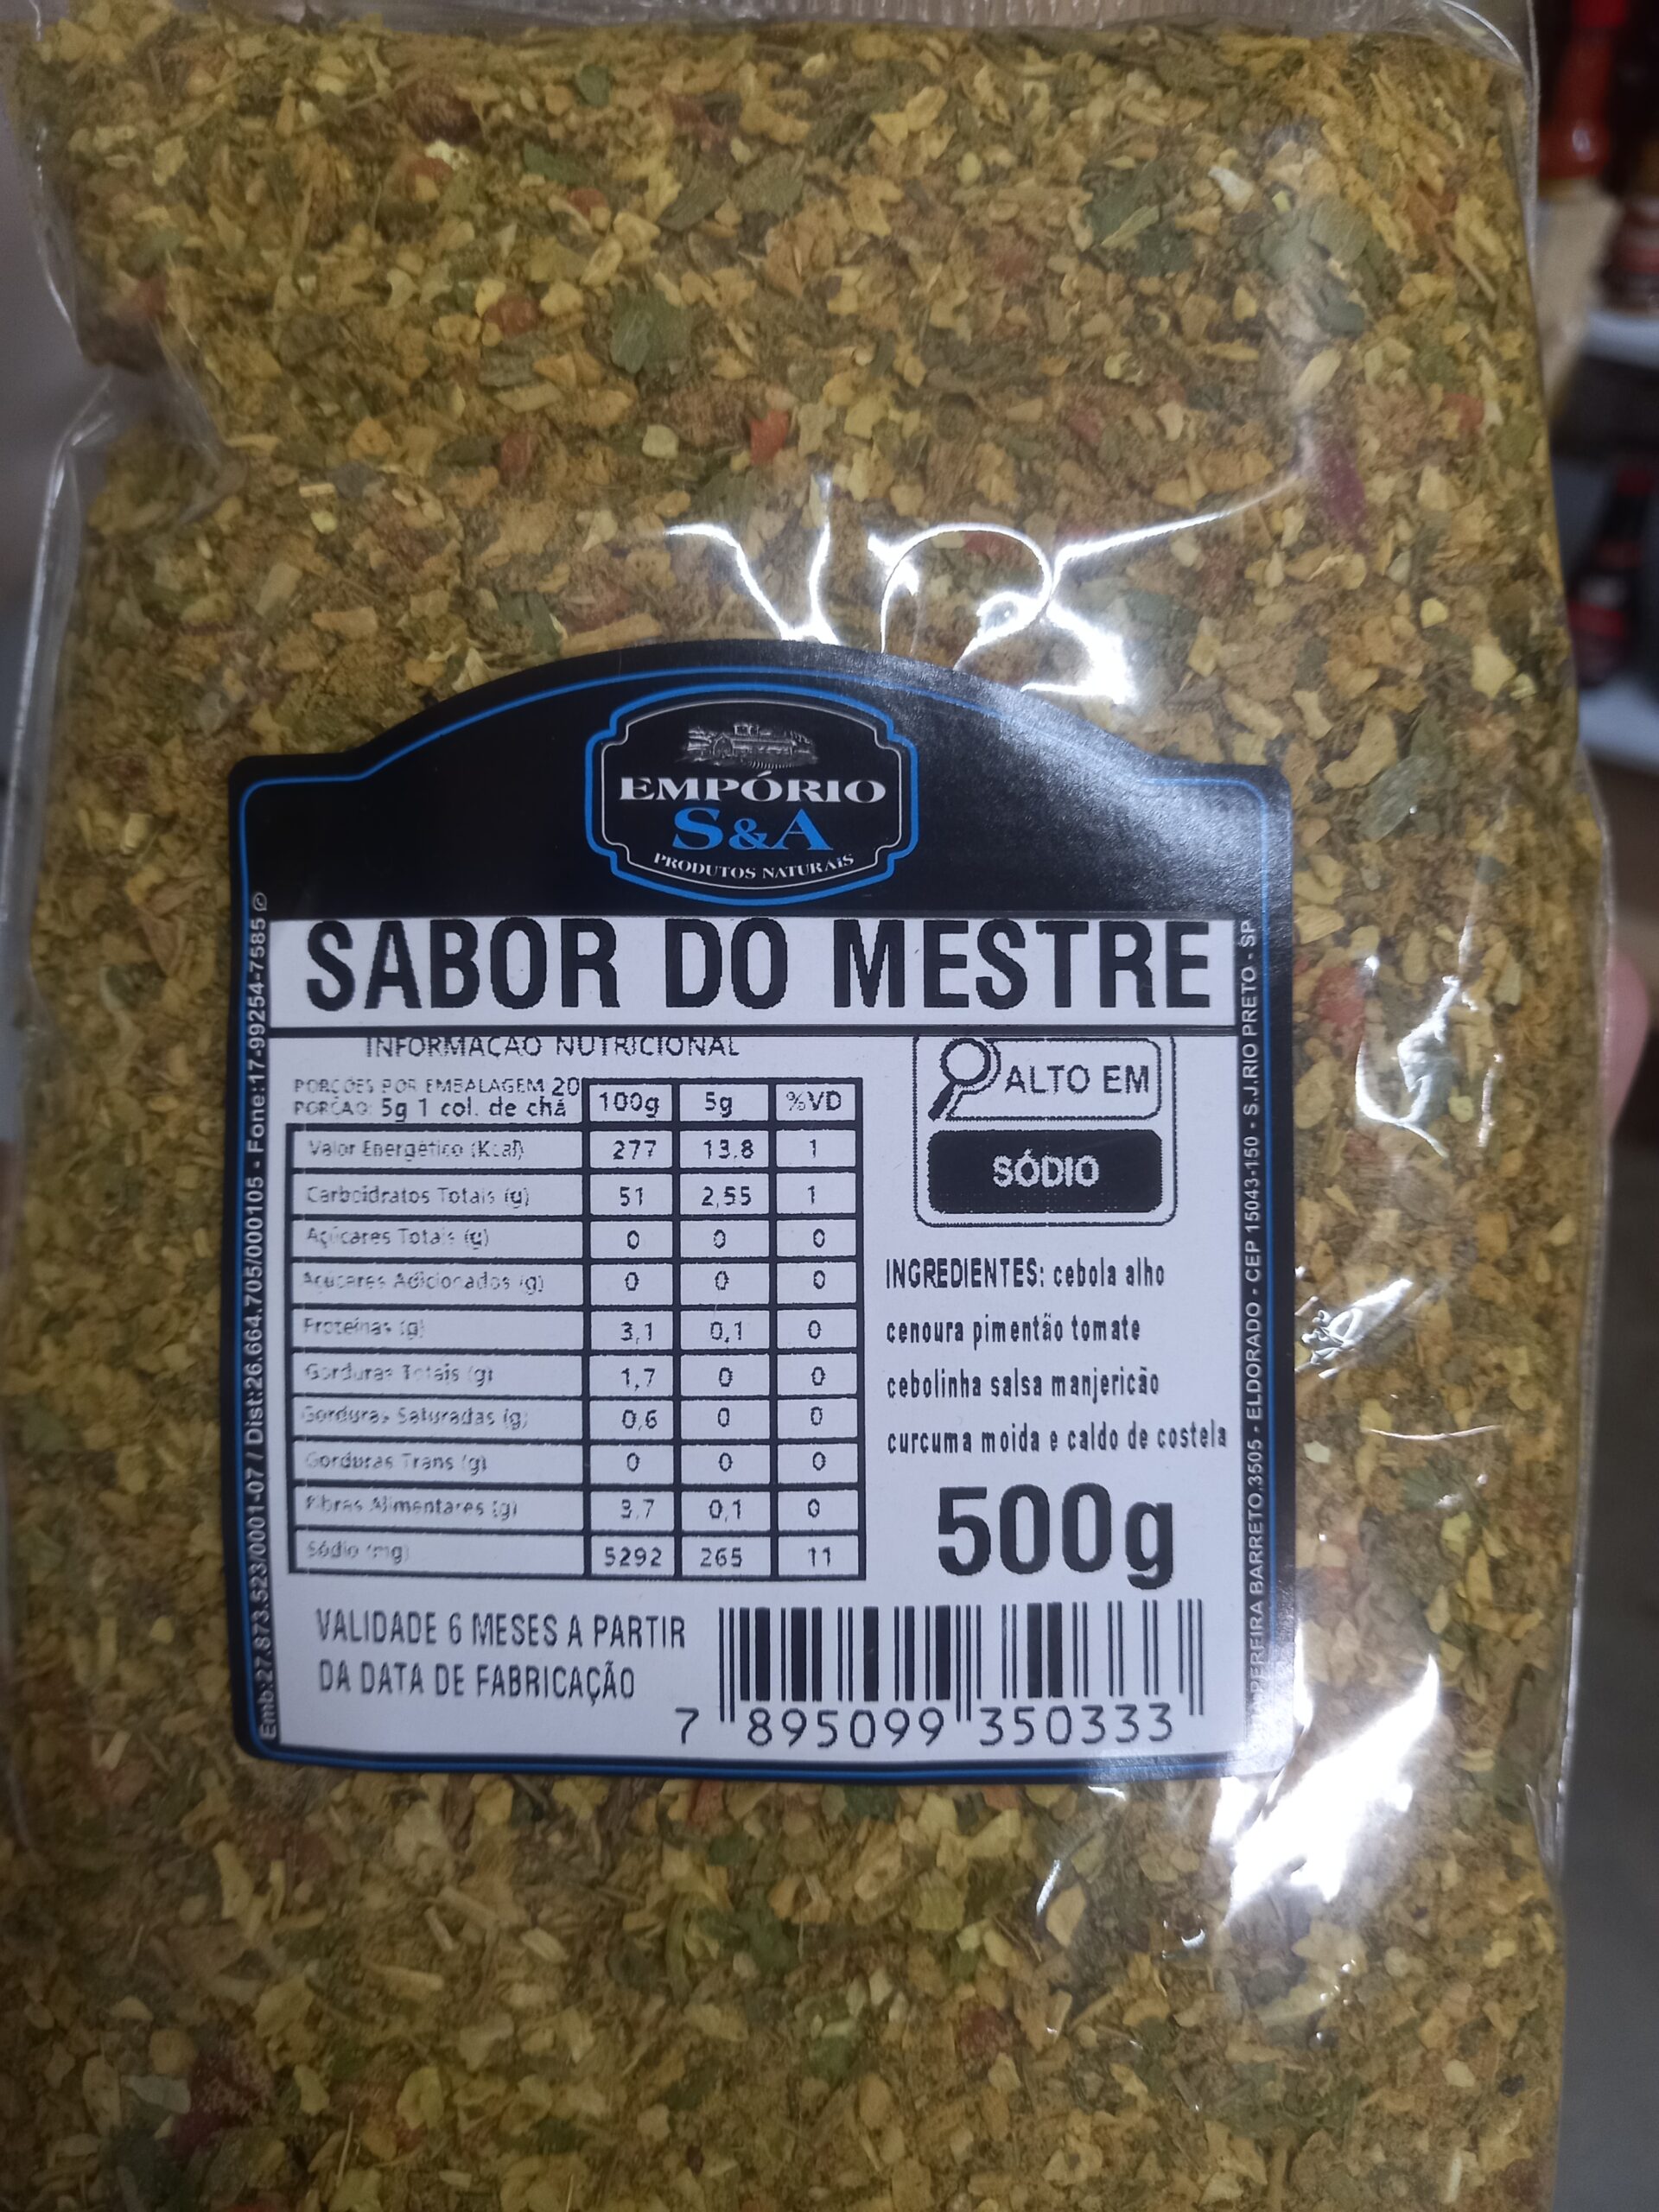 EMPÓRIO
S&A
PRODUTOS NATURAIS
SABOR DO MESTRE
INFORMAÇÃO NUTRICIONAL
PORÇÕES POR EMBALAGEM 20
PORÇÃO: 5g 1 col. de chá 100g 5g %VD
Valor Energético (Kcal) 277 13,8 1
Carboidratos Totais (g) 51 2,55 1
Açúcares Totais (g) 0 0 0
Açúcares Adicionados (g) 0 0 0
Proteínas (g) 3,1 0,1 0
Gorduras Totais (g) 1,7 0 0
Gorduras Saturadas (g) 0,6 0 0
Gorduras Trans (g) 0 0 0
Fibras Alimentares (g) 3,7 0,1 0
Sódio (mg) 5292 265 11
ALTO EM
SÓDIO
INGREDIENTES: cebola alho
cenoura pimentão tomate
cebolinha salsa manjericão
curcuma moida e caldo de costela
500g
VALIDADE 6 MESES A PARTIR
DA DATA DE FABRICAÇÃO
7 895099 350333
Emb:27.873.523/0001-07 / Dist:26.664.705/000105 - Fone:17-99254-7585
PEREIRA BARRETO,3505 - ELDORADO - CEP 15043-150 - S.J.RIO PRETO - SP